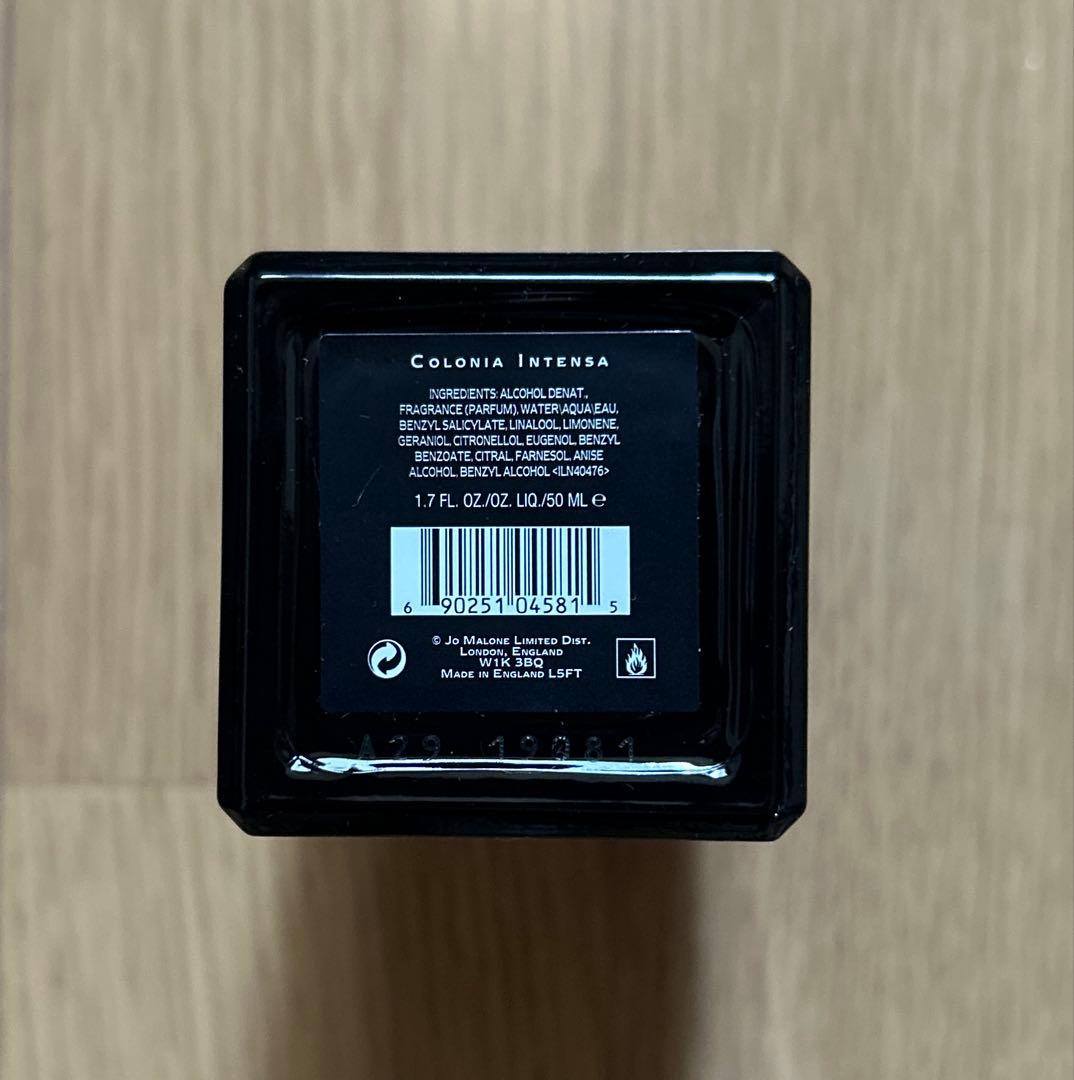 COLONIA INTENSA
INGREDIENTS: ALCOHOL DENAT.,
FRAGRANCE (PARFUM), WATER\AQUA\EAU,
BENZYL SALICYLATE, LINALOOL, LIMONENE,
GERANIOL, CITRONELLOL, EUGENOL, BENZYL
BENZOATE, CITRAL, FARNESOL, ANISE
ALCOHOL, BENZYL ALCOHOL <ILN40476>
1.7 FL. OZ./OZ. LIQ./50 ML ℮
6 90251 04581 5
© JO MALONE LIMITED DIST.
LONDON, ENGLAND
W1K 3BQ
MADE IN ENGLAND L5FT
A29